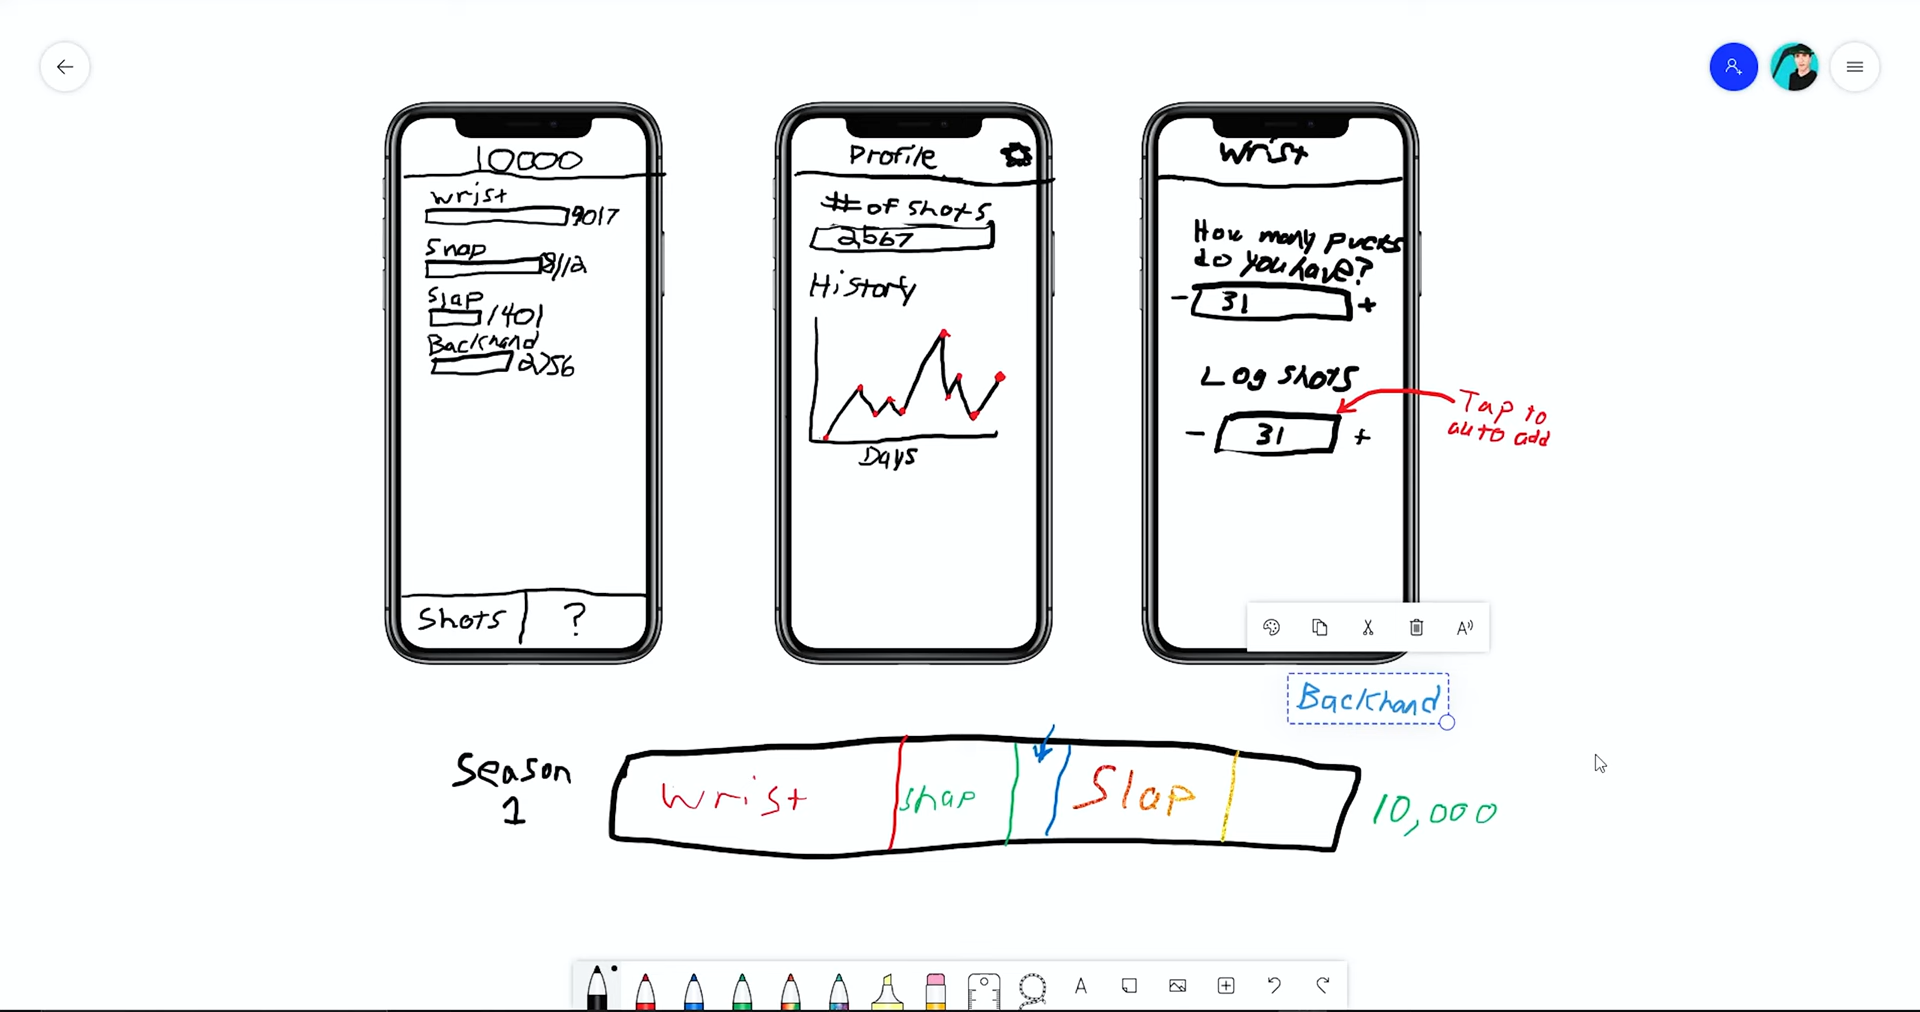 10000
Wrist
9017
Snap
8112
Slap
1401
Backhand
2756
Shots
?
Profile
# of shots
2567
History
Days
Wrist
How many pucks
do you have?
- 31 +
Log shots
- 31 +
Tap to
auto add
Backhand
Season
1
Wrist
snap
Slap
10,000